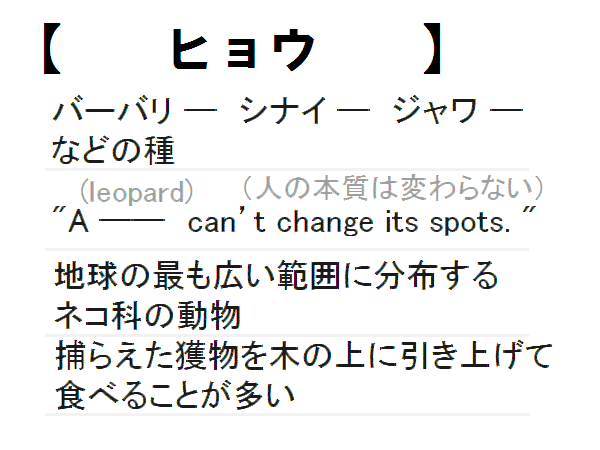 【　ヒョウ　】
バーバリ ―　シナイ ―　ジャワ ―
などの種
(leopard)　（人の本質は変わらない）
"A ――　can't change its spots. "
地球の最も広い範囲に分布する
ネコ科の動物
捕らえた獲物を木の上に引き上げて
食べることが多い